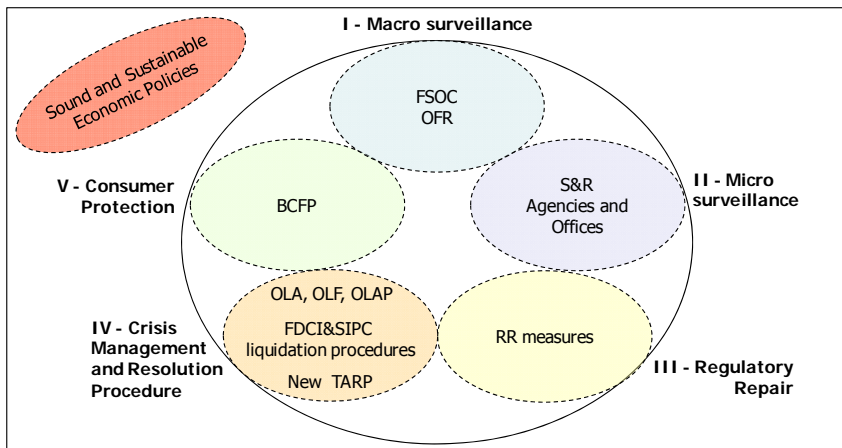 I - Macro surveillance
Sound and Sustainable
Economic Policies
FSOC
OFR
V - Consumer
Protection
BCFP
S&R
Agencies and
Offices
II - Micro
surveillance
OLA, OLF, OLAP
FDCI&SIPC
liquidation procedures
New TARP
IV - Crisis
Management
and Resolution
Procedure
RR measures
III - Regulatory
Repair